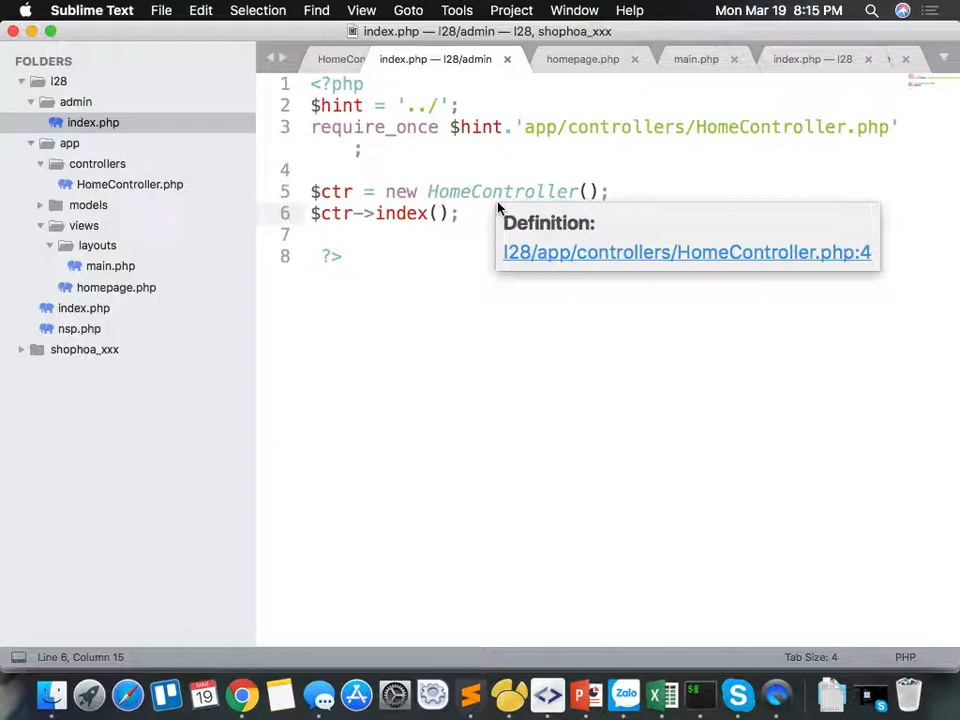 Sublime Text File Edit Selection Find View Goto Tools Project Window Help Mon Mar 19 8:15 PM
index.php — l28/admin — l28, shophoa_xxx
FOLDERS
l28
admin
index.php
app
controllers
HomeController.php
models
views
layouts
main.php
homepage.php
index.php
nsp.php
shophoa_xxx
HomeCon index.php — l28/admin homepage.php main.php index.php — l28
1 <?php
2 $hint = '../';
3 require_once $hint.'app/controllers/HomeController.php'
;
4
5 $ctr = new HomeController();
6 $ctr->index();
7
8 ?>
Definition:
l28/app/controllers/HomeController.php:4
Line 6, Column 15 Tab Size: 4 PHP
19
Zalo